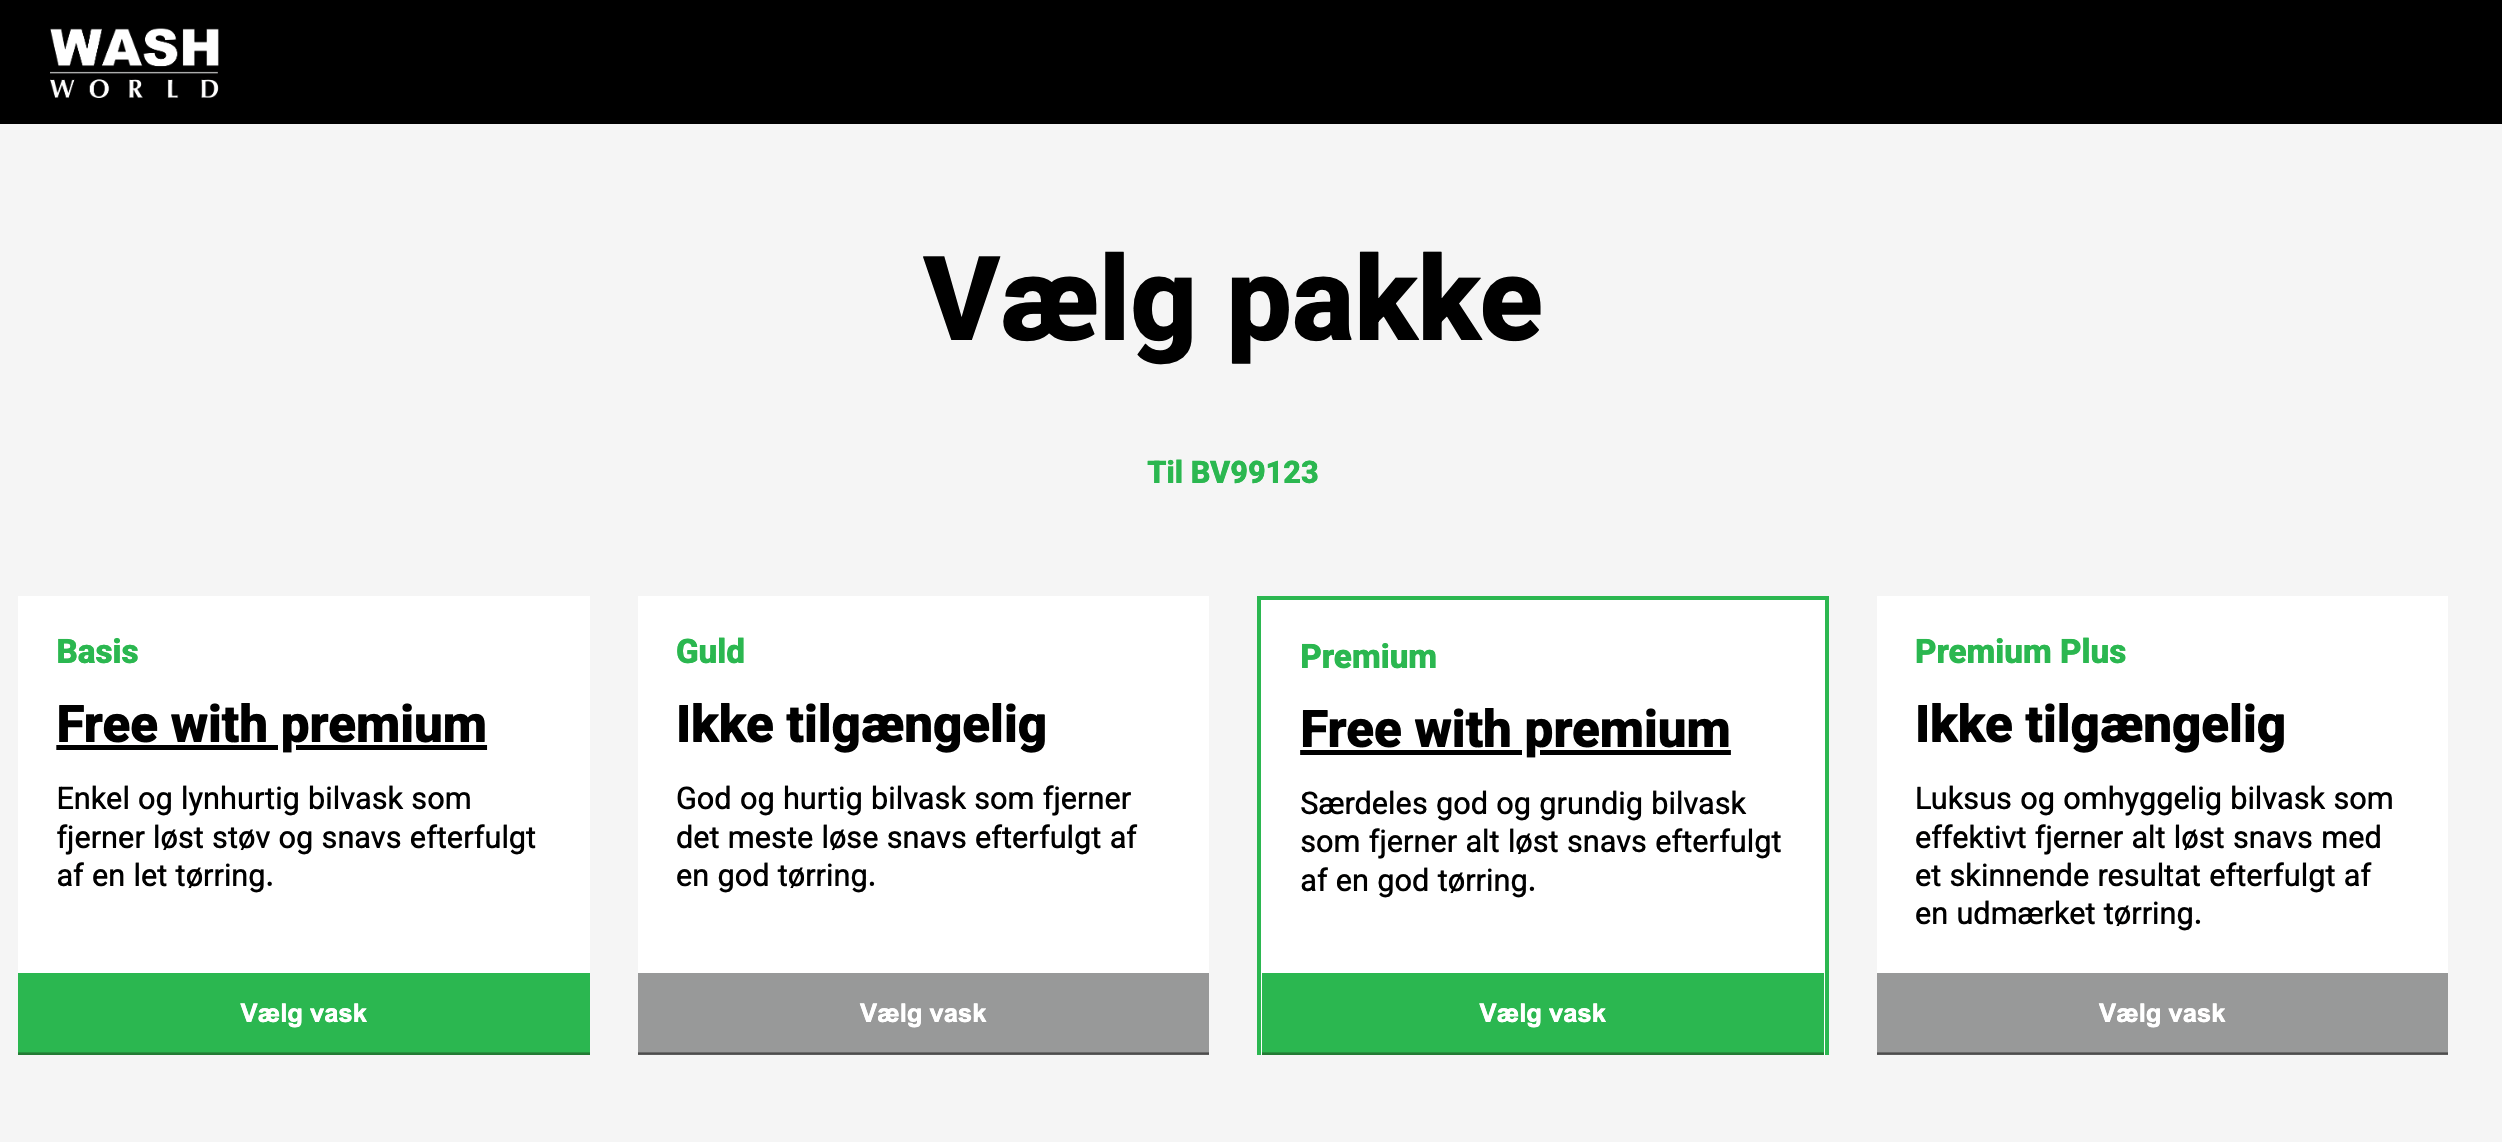 WASH
WORLD
Vælg pakke
Til BV99123
Basis
Free with premium
Enkel og lynhurtig bilvask som
fjerner løst støv og snavs efterfulgt
af en let tørring.
Vælg vask
Guld
Ikke tilgængelig
God og hurtig bilvask som fjerner
det meste løse snavs efterfulgt af
en god tørring.
Vælg vask
Premium
Free with premium
Særdeles god og grundig bilvask
som fjerner alt løst snavs efterfulgt
af en god tørring.
Vælg vask
Premium Plus
Ikke tilgængelig
Luksus og omhyggelig bilvask som
effektivt fjerner alt løst snavs med
et skinnende resultat efterfulgt af
en udmærket tørring.
Vælg vask